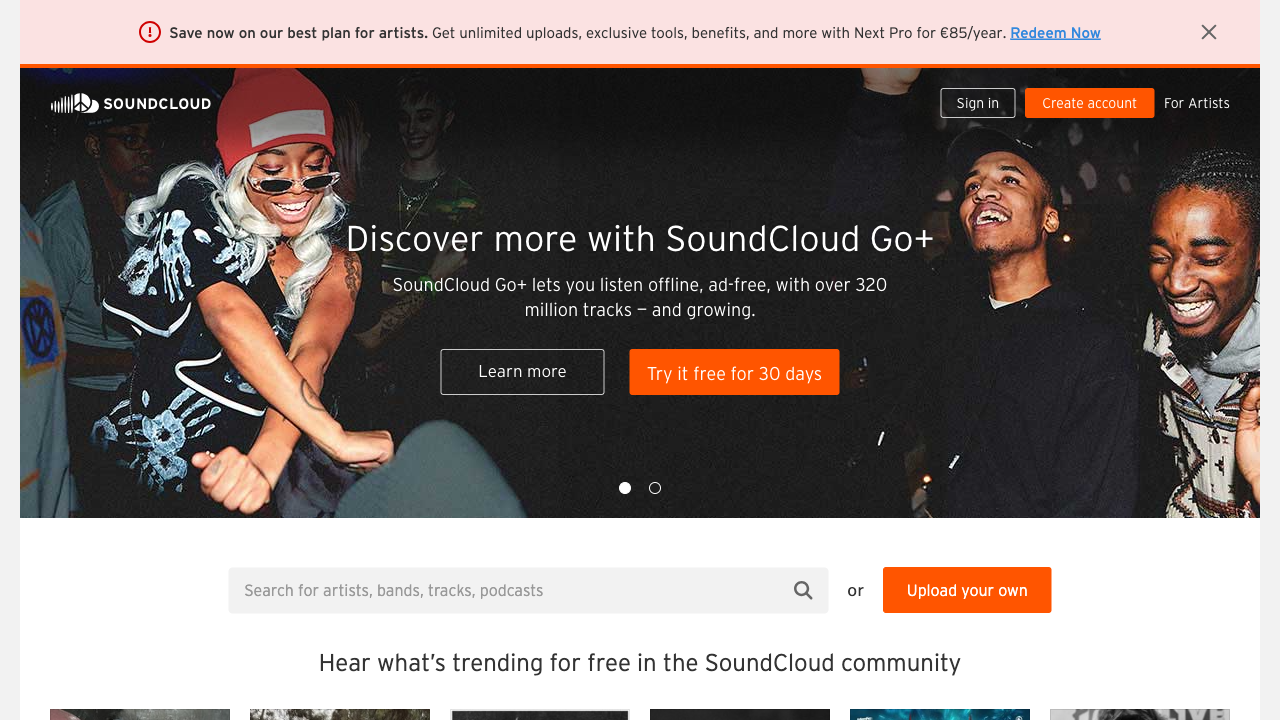 Save now on our best plan for artists. Get unlimited uploads, exclusive tools, benefits, and more with Next Pro for €85/year. Redeem Now
SOUNDCLOUD
Sign in
Create account
For Artists
Discover more with SoundCloud Go+
SoundCloud Go+ lets you listen offline, ad-free, with over 320
million tracks – and growing.
Learn more
Try it free for 30 days
Search for artists, bands, tracks, podcasts
or
Upload your own
Hear what’s trending for free in the SoundCloud community